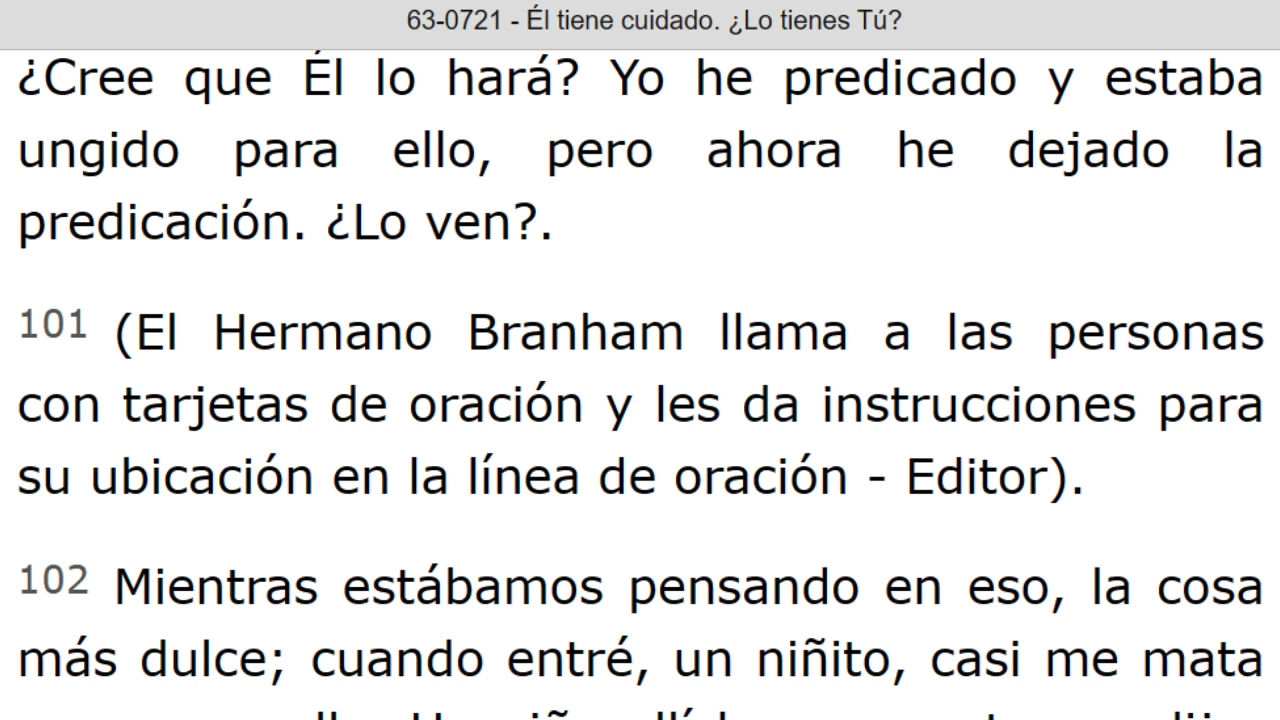 63-0721 - Él tiene cuidado. ¿Lo tienes Tú?
¿Cree que Él lo hará? Yo he predicado y estaba
ungido para ello, pero ahora he dejado la
predicación. ¿Lo ven?.
101 (El Hermano Branham llama a las personas
con tarjetas de oración y les da instrucciones para
su ubicación en la línea de oración - Editor).
102 Mientras estábamos pensando en eso, la cosa
más dulce; cuando entré, un niñito, casi me mata